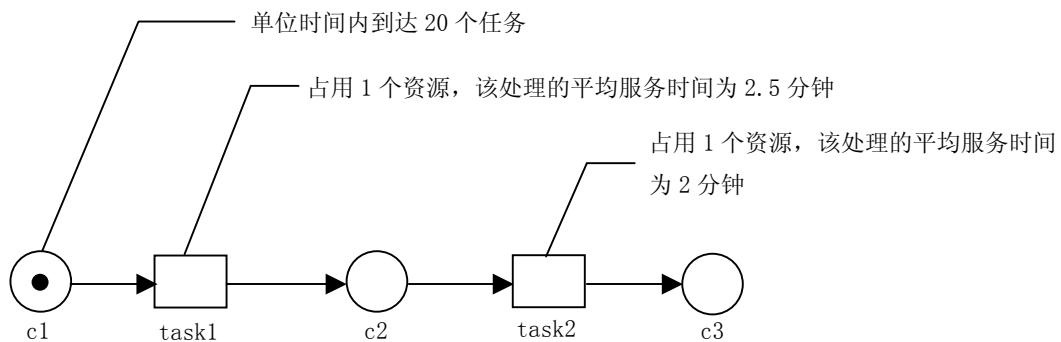 单位时间内到达 20 个任务
占用 1 个资源，该处理的平均服务时间为 2.5 分钟
占用 1 个资源，该处理的平均服务时间
为 2 分钟
c1
task1
c2
task2
c3